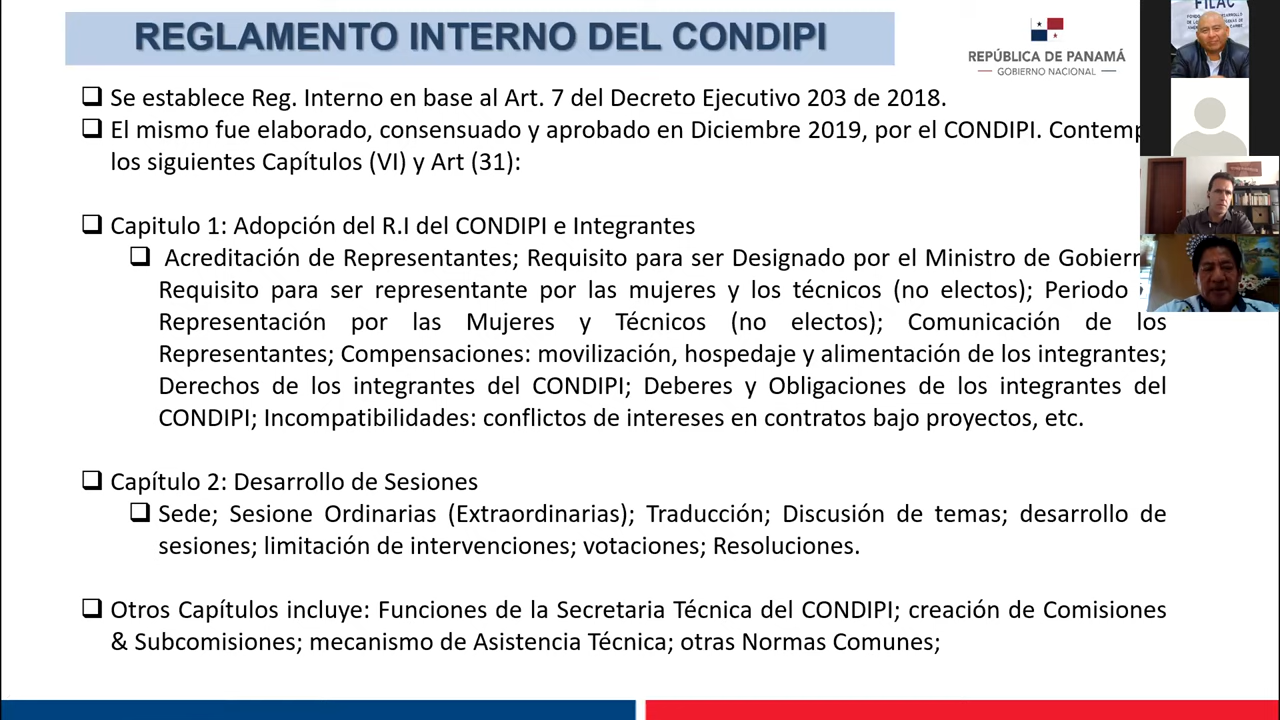 REGLAMENTO INTERNO DEL CONDIPI
REPÚBLICA DE PANAMÁ
GOBIERNO NACIONAL
FILAC
Se establece Reg. Interno en base al Art. 7 del Decreto Ejecutivo 203 de 2018.
El mismo fue elaborado, consensuado y aprobado en Diciembre 2019, por el CONDIPI. Contemp
los siguientes Capítulos (VI) y Art (31):
Capitulo 1: Adopción del R.I del CONDIPI e Integrantes
Acreditación de Representantes; Requisito para ser Designado por el Ministro de Gobiern
Requisito para ser representante por las mujeres y los técnicos (no electos); Periodo
Representación por las Mujeres y Técnicos (no electos); Comunicación de los
Representantes; Compensaciones: movilización, hospedaje y alimentación de los integrantes;
Derechos de los integrantes del CONDIPI; Deberes y Obligaciones de los integrantes del
CONDIPI; Incompatibilidades: conflictos de intereses en contratos bajo proyectos, etc.
Capítulo 2: Desarrollo de Sesiones
Sede; Sesione Ordinarias (Extraordinarias); Traducción; Discusión de temas; desarrollo de
sesiones; limitación de intervenciones; votaciones; Resoluciones.
Otros Capítulos incluye: Funciones de la Secretaria Técnica del CONDIPI; creación de Comisiones
& Subcomisiones; mecanismo de Asistencia Técnica; otras Normas Comunes;